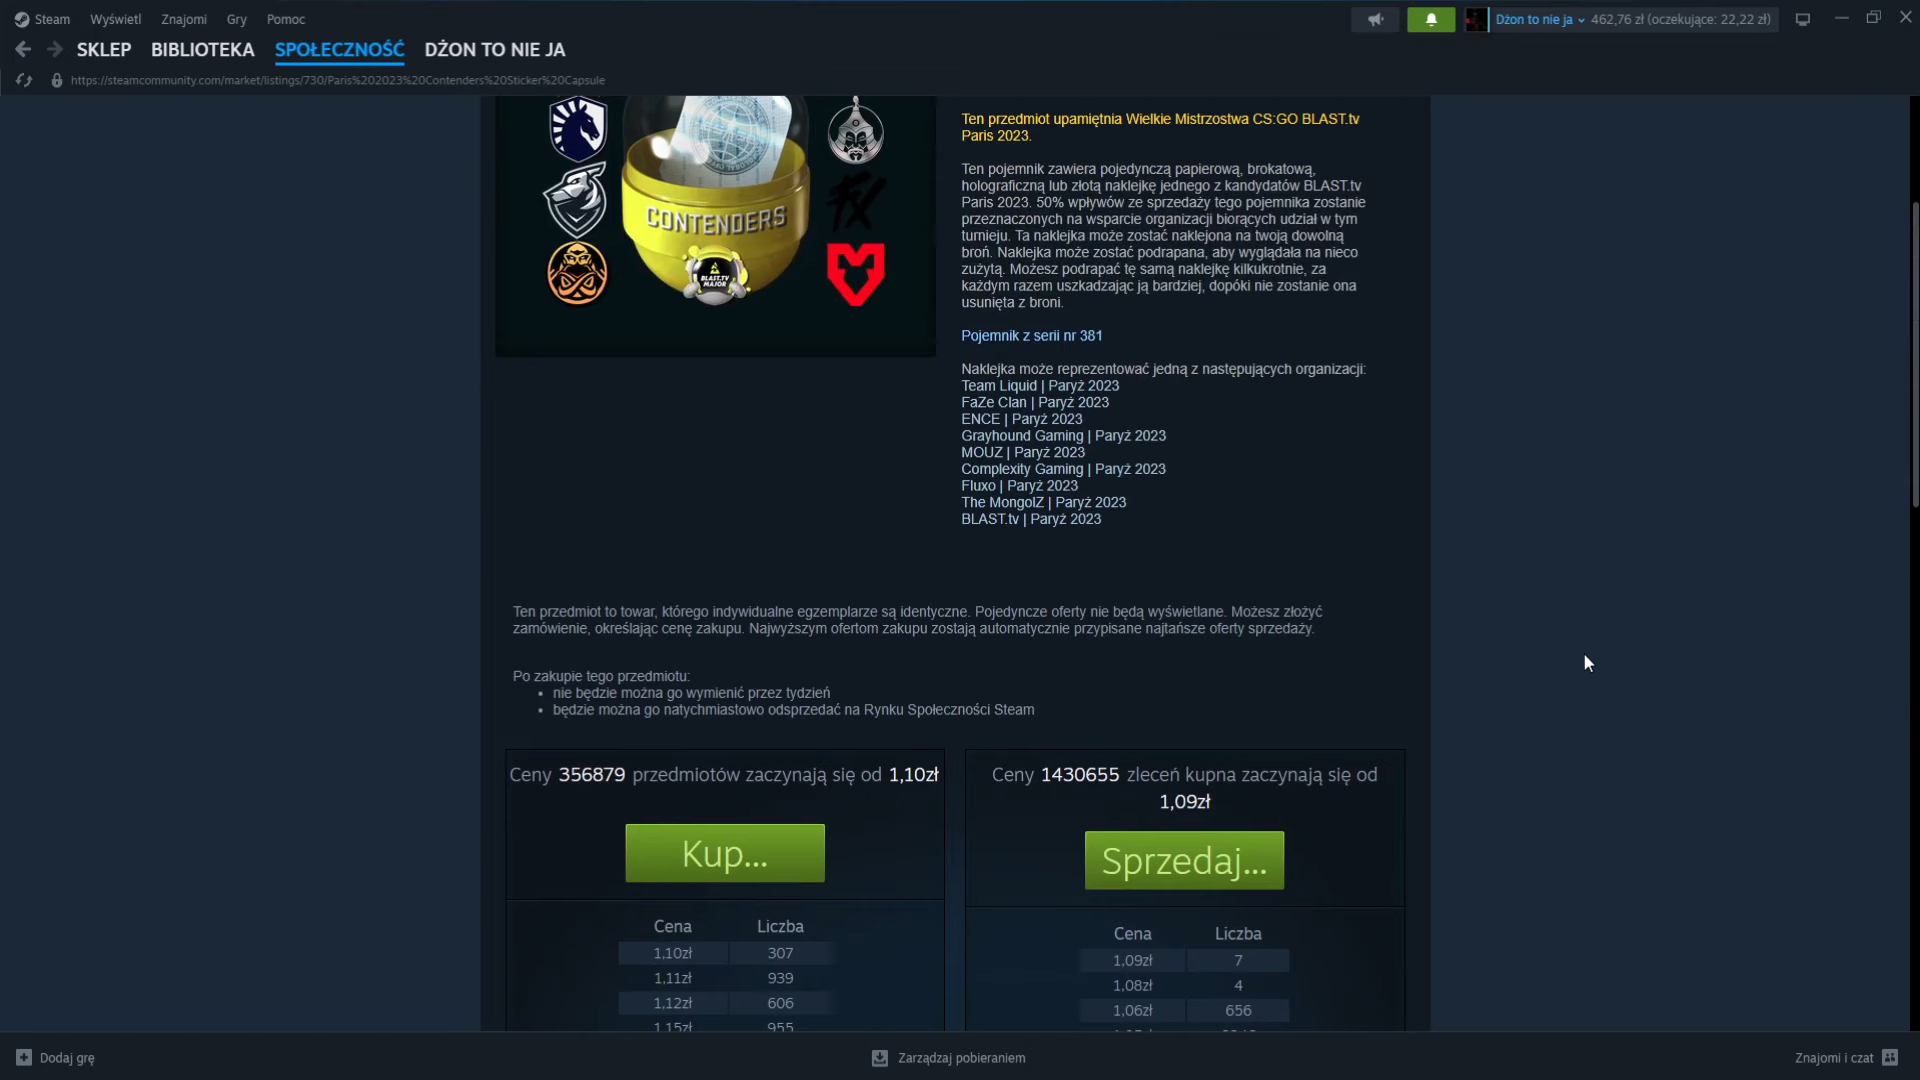 Steam Wyświetl Znajomi Gry Pomoc
Dżon to nie ja 462,76 zł (oczekujące: 22,22 zł)
SKLEP BIBLIOTEKA SPOŁECZNOŚĆ DŻON TO NIE JA
https://steamcommunity.com/market/listings/730/Paris%202023%20Contenders%20Sticker%20Capsule
CONTENDERS
BLAST.TV
MAJOR
Ten przedmiot upamiętnia Wielkie Mistrzostwa CS:GO BLAST.tv
Paris 2023.
Ten pojemnik zawiera pojedynczą papierową, brokatową,
holograficzną lub złotą naklejkę jednego z kandydatów BLAST.tv
Paris 2023. 50% wpływów ze sprzedaży tego pojemnika zostanie
przeznaczonych na wsparcie organizacji biorących udział w tym
turnieju. Ta naklejka może zostać naklejona na twoją dowolną
broń. Naklejka może zostać podrapana, aby wyglądała na nieco
zużytą. Możesz podrapać tę samą naklejkę kilkukrotnie, za
każdym razem uszkadzając ją bardziej, dopóki nie zostanie ona
usunięta z broni.
Pojemnik z serii nr 381
Naklejka może reprezentować jedną z następujących organizacji:
Team Liquid | Paryż 2023
FaZe Clan | Paryż 2023
ENCE | Paryż 2023
Grayhound Gaming | Paryż 2023
MOUZ | Paryż 2023
Complexity Gaming | Paryż 2023
Fluxo | Paryż 2023
The MongolZ | Paryż 2023
BLAST.tv | Paryż 2023
Ten przedmiot to towar, którego indywidualne egzemplarze są identyczne. Pojedyncze oferty nie będą wyświetlane. Możesz złożyć
zamówienie, określając cenę zakupu. Najwyższym ofertom zakupu zostają automatycznie przypisane najtańsze oferty sprzedaży.
Po zakupie tego przedmiotu:
• nie będzie można go wymienić przez tydzień
• będzie można go natychmiastowo odsprzedać na Rynku Społeczności Steam
Ceny 356879 przedmiotów zaczynają się od 1,10zł
Kup...
Cena Liczba
1,10zł 307
1,11zł 939
1,12zł 606
1,15zł 955
Ceny 1430655 zleceń kupna zaczynają się od
1,09zł
Sprzedaj...
Cena Liczba
1,09zł 7
1,08zł 4
1,06zł 656
Dodaj grę
Zarządzaj pobieraniem
Znajomi i czat